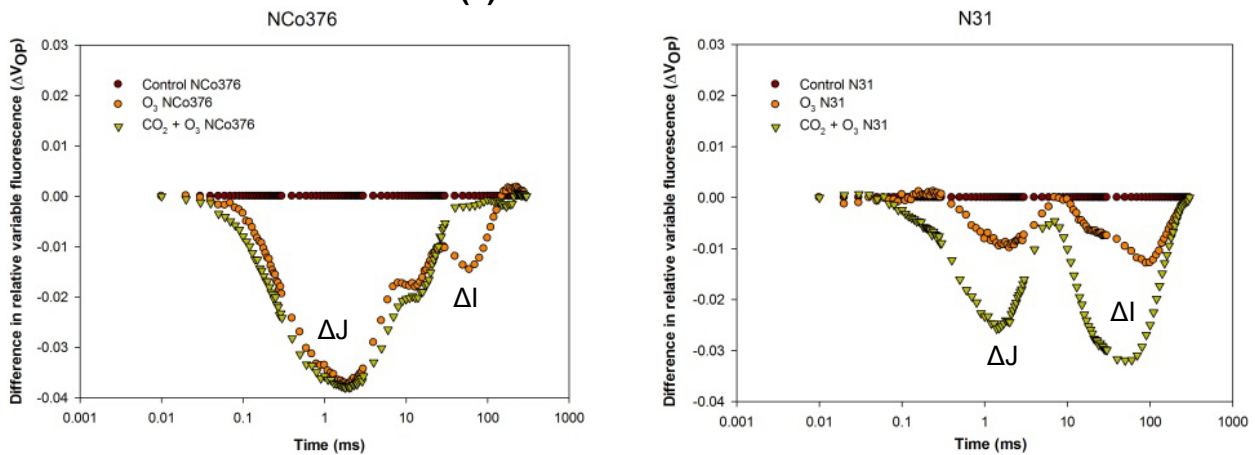 NCo376
Difference in relative variable fluorescence (ΔVOP)
0.03
0.02
0.01
0.00
-0.01
-0.02
-0.03
-0.04
Control NCo376
O₃ NCo376
CO₂ + O₃ NCo376
ΔJ
ΔI
0.001
0.01
0.1
1
10
100
1000
Time (ms)
N31
Difference in relative variable fluorescence (ΔVOP)
0.03
0.02
0.01
0.00
-0.01
-0.02
-0.03
-0.04
Control N31
O₃ N31
CO₂ + O₃ N31
ΔJ
ΔI
0.001
0.01
0.1
1
10
100
1000
Time (ms)